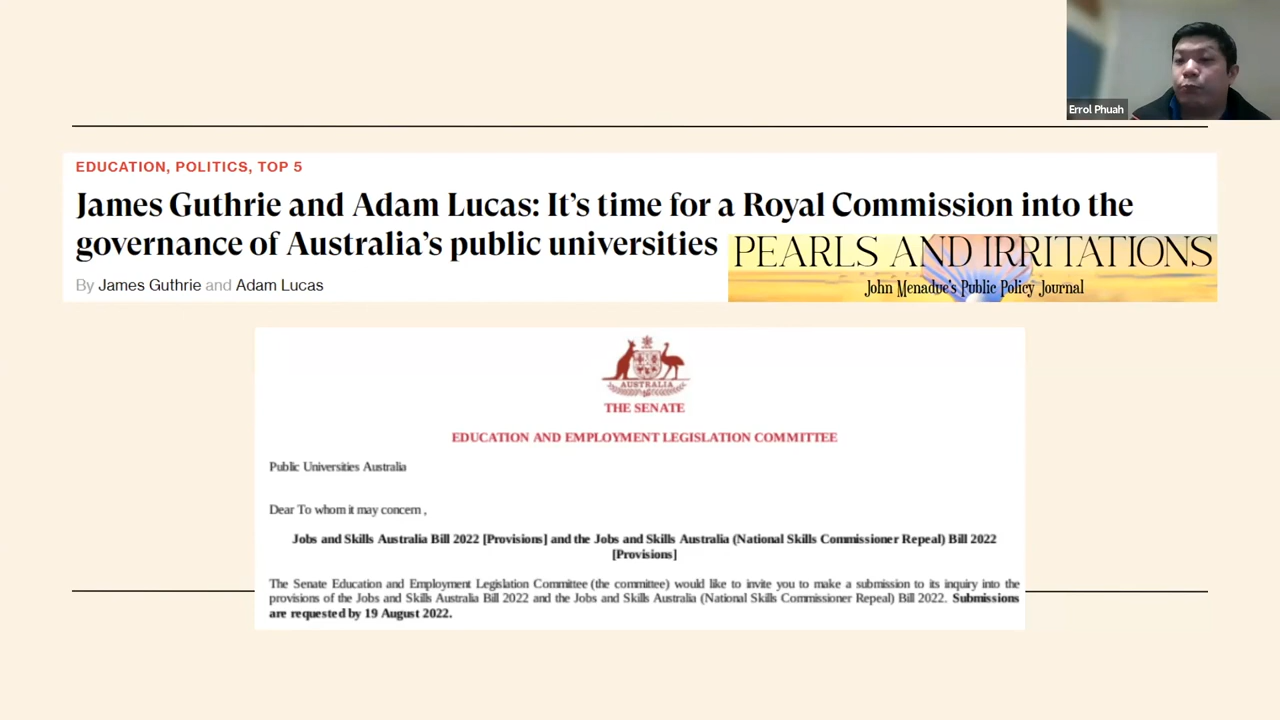 Errol Phuah
EDUCATION, POLITICS, TOP 5
James Guthrie and Adam Lucas: It’s time for a Royal Commission into the
governance of Australia’s public universities
PEARLS AND IRRITATIONS
John Menadue's Public Policy Journal
By James Guthrie and Adam Lucas
AUSTRALIA
THE SENATE
EDUCATION AND EMPLOYMENT LEGISLATION COMMITTEE
Public Universities Australia
Dear To whom it may concern ,
Jobs and Skills Australia Bill 2022 [Provisions] and the Jobs and Skills Australia (National Skills Commissioner Repeal) Bill 2022
[Provisions]
The Senate Education and Employment Legislation Committee (the committee) would like to invite you to make a submission to its inquiry into the
provisions of the Jobs and Skills Australia Bill 2022 and the Jobs and Skills Australia (National Skills Commissioner Repeal) Bill 2022. Submissions
are requested by 19 August 2022.